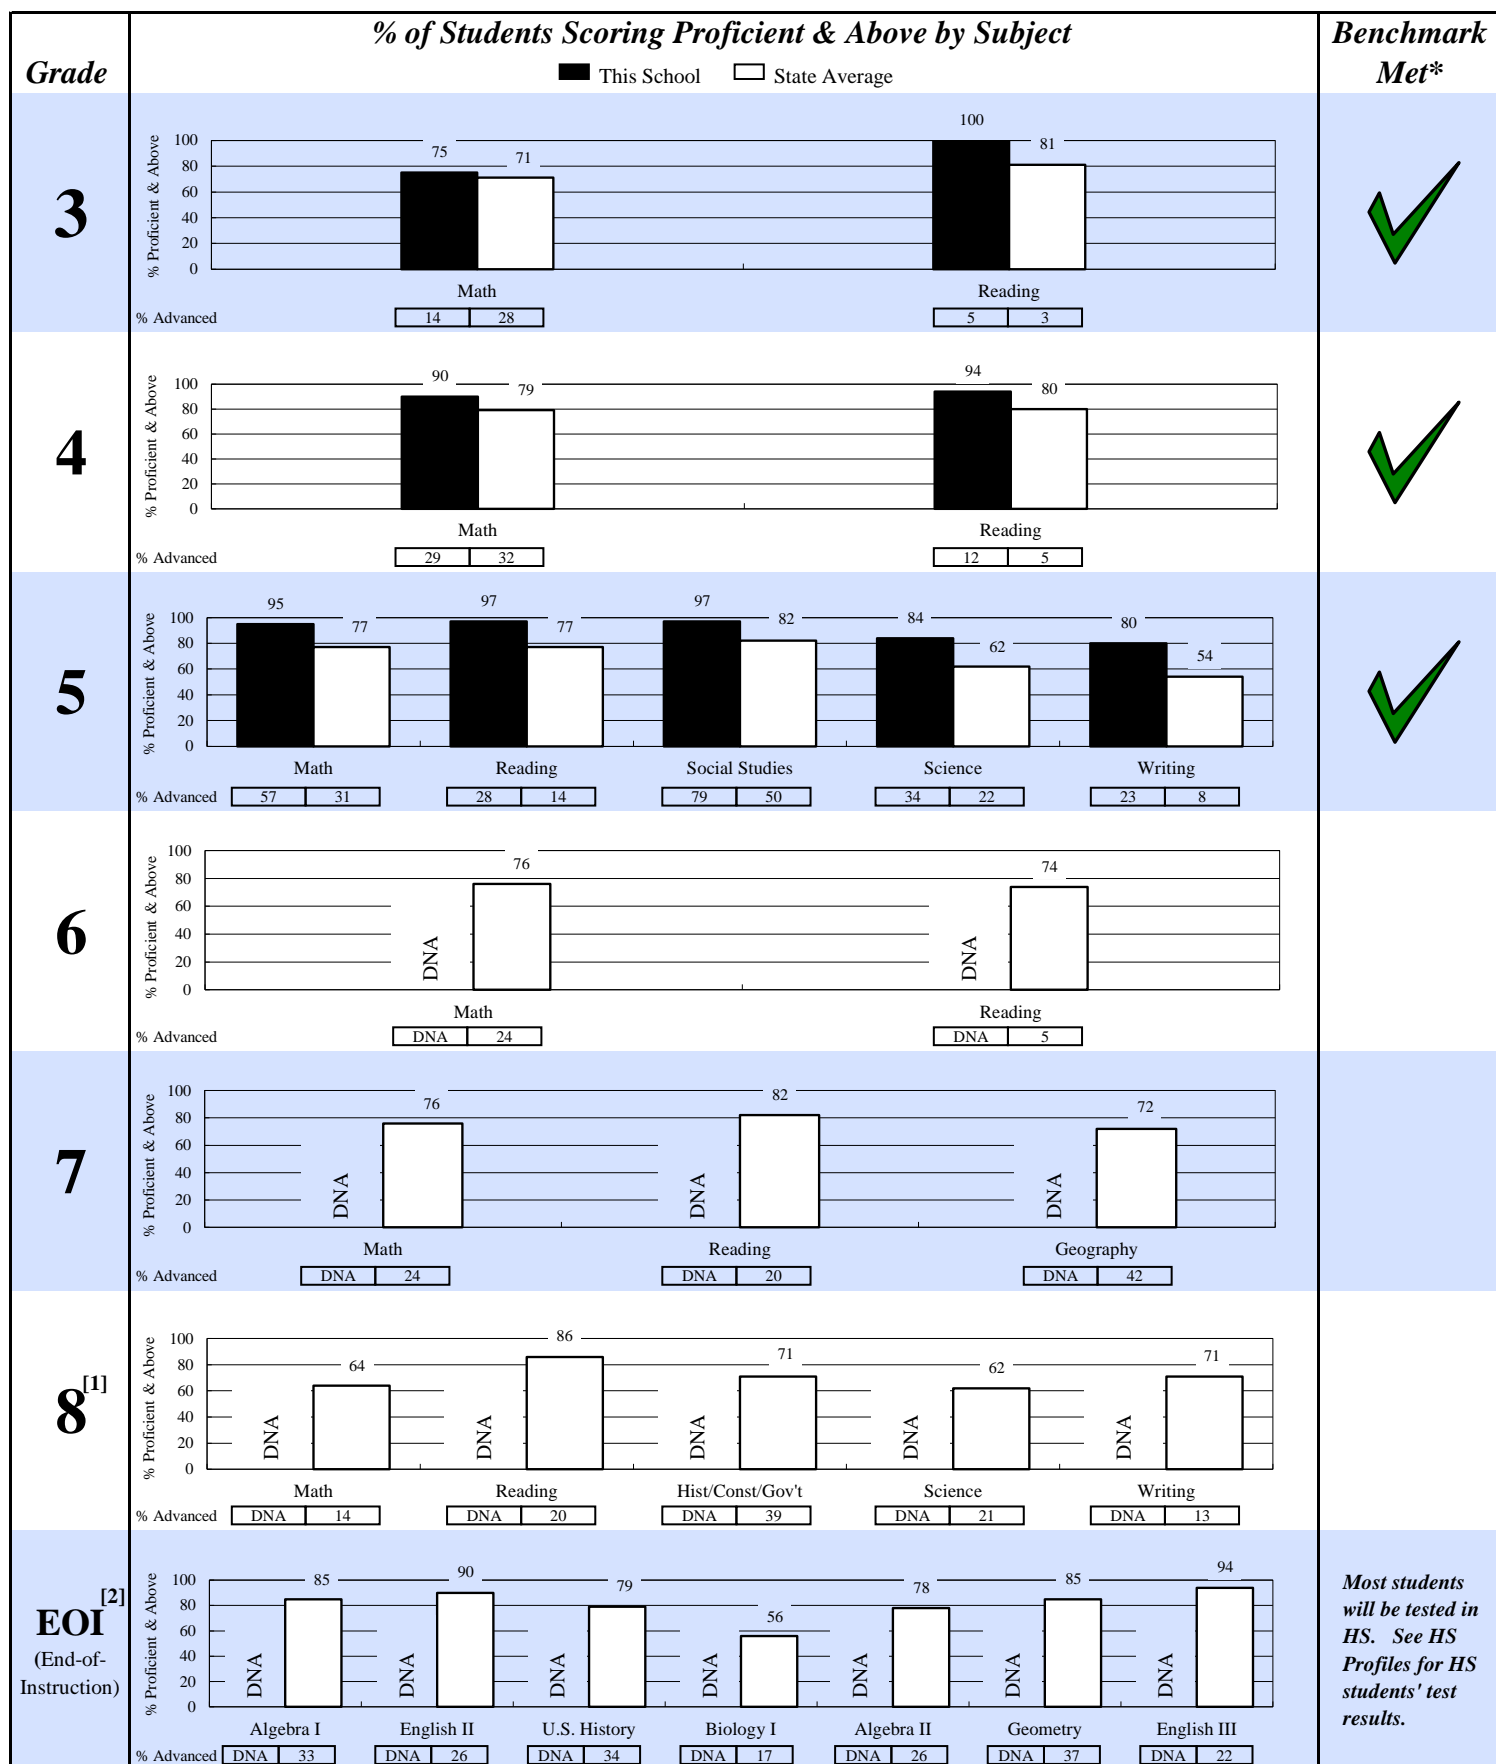 % of Students Scoring Proficient & Above by Subject
Benchmark
Met*
Grade
This School State Average
3
% Proficient & Above
100
80
60
40
20
0
75 71
100 81
Math Reading
% Advanced 14 28 5 3
4
% Proficient & Above
100
80
60
40
20
0
90 79
94 80
Math Reading
% Advanced 29 32 12 5
5
% Proficient & Above
100
80
60
40
20
0
95 77
97 77
97 82
84 62
80 54
Math Reading Social Studies Science Writing
% Advanced 57 31 28 14 79 50 34 22 23 8
6
% Proficient & Above
100
80
60
40
20
0
DNA 76
DNA 74
Math Reading
% Advanced DNA 24 DNA 5
7
% Proficient & Above
100
80
60
40
20
0
DNA 76
DNA 82
DNA 72
Math Reading Geography
% Advanced DNA 24 DNA 20 DNA 42
8[1]
% Proficient & Above
100
80
60
40
20
0
DNA 64
DNA 86
DNA 71
DNA 62
DNA 71
Math Reading Hist/Const/Gov't Science Writing
% Advanced DNA 14 DNA 20 DNA 39 DNA 21 DNA 13
EOI[2]
(End-of-
Instruction)
% Proficient & Above
100
80
60
40
20
0
DNA 85
DNA 90
DNA 79
DNA 56
DNA 78
DNA 85
DNA 94
Algebra I English II U.S. History Biology I Algebra II Geometry English III
% Advanced DNA 33 DNA 26 DNA 34 DNA 17 DNA 26 DNA 37 DNA 22
Most students
will be tested in
HS. See HS
Profiles for HS
students' test
results.